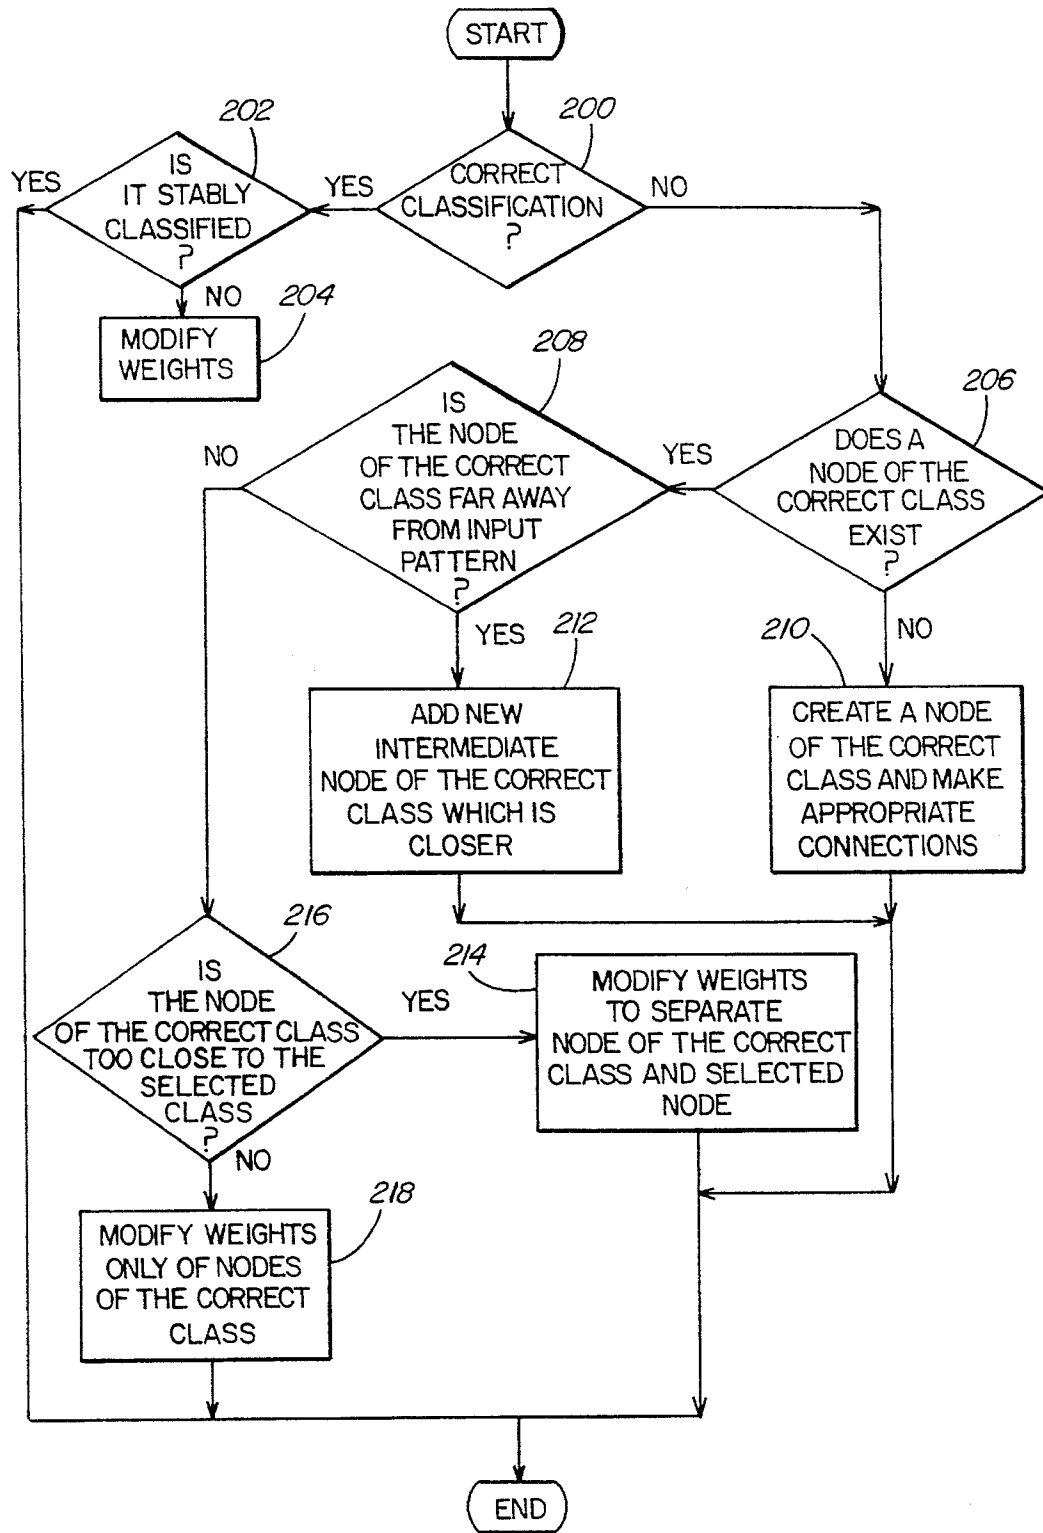 START
202
200
IS
IT STABLY
CLASSIFIED
?
YES
YES
CORRECT
CLASSIFICATION
?
NO
NO
204
MODIFY
WEIGHTS
208
IS
THE NODE
OF THE CORRECT
CLASS FAR AWAY
FROM INPUT
PATTERN
?
NO
YES
206
DOES A
NODE OF THE
CORRECT CLASS
EXIST
?
YES
212
210
NO
ADD NEW
INTERMEDIATE
NODE OF THE CORRECT
CLASS WHICH IS
CLOSER
CREATE A NODE
OF THE CORRECT
CLASS AND MAKE
APPROPRIATE
CONNECTIONS
216
IS
THE NODE
OF THE CORRECT CLASS
TOO CLOSE TO THE
SELECTED
CLASS
?
YES
214
MODIFY WEIGHTS
TO SEPARATE
NODE OF THE CORRECT
CLASS AND SELECTED
NODE
NO
218
MODIFY WEIGHTS
ONLY OF NODES
OF THE CORRECT
CLASS
END